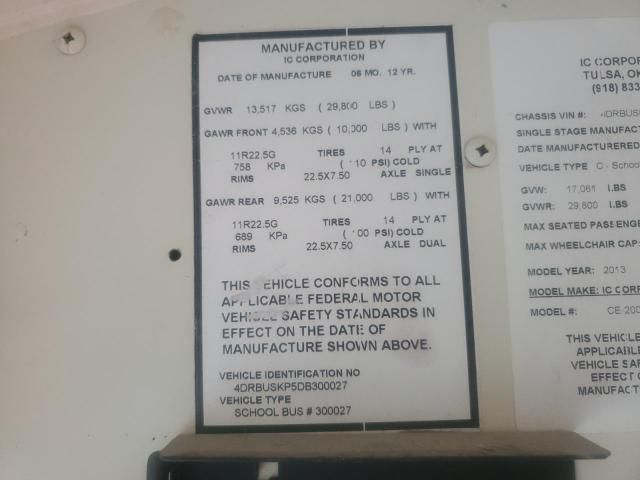 MANUFACTURED BY
IC CORPORATION
DATE OF MANUFACTURE 06 MO. 12 YR.
GVWR 13,517 KGS ( 29,800 LBS )
GAWR FRONT 4,536 KGS ( 10,000 LBS ) WITH
11R22.5G TIRES 14 PLY AT
758 KPa ( 110 PSI) COLD
RIMS 22.5X7.50 AXLE SINGLE
GAWR REAR 9,525 KGS ( 21,000 LBS ) WITH
11R22.5G TIRES 14 PLY AT
689 KPa ( 100 PSI) COLD
RIMS 22.5X7.50 AXLE DUAL
THIS VEHICLE CONFORMS TO ALL
APPLICABLE FEDERAL MOTOR
VEHICLE SAFETY STANDARDS IN
EFFECT ON THE DATE OF
MANUFACTURE SHOWN ABOVE.
VEHICLE IDENTIFICATION NO
4DRBUSKP5DB300027
VEHICLE TYPE
SCHOOL BUS # 300027
IC CORPOR
TULSA, OK
(918) 833
CHASSIS VIN #: 4DRBUSK
SINGLE STAGE MANUFACT
DATE MANUFACTURERED
VEHICLE TYPE C - School
GVW: 17,061 LBS
GVWR: 29,800 LBS
MAX SEATED PASSENGE
MAX WHEELCHAIR CAP:
MODEL YEAR: 2013
MODEL MAKE: IC CORP
MODEL #: CE 200
THIS VEHICLE
APPLICABLE
VEHICLE SAF
EFFECT O
MANUFACT